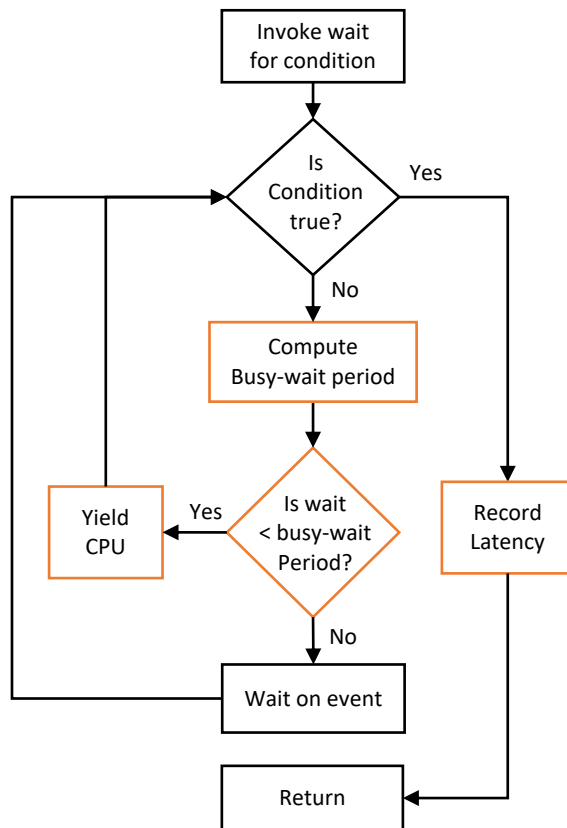 Invoke wait
for condition
Is
Condition
true?
Yes
No
Compute
Busy-wait period
Is wait
< busy-wait
Period?
Yes
Yield
CPU
Record
Latency
No
Wait on event
Return